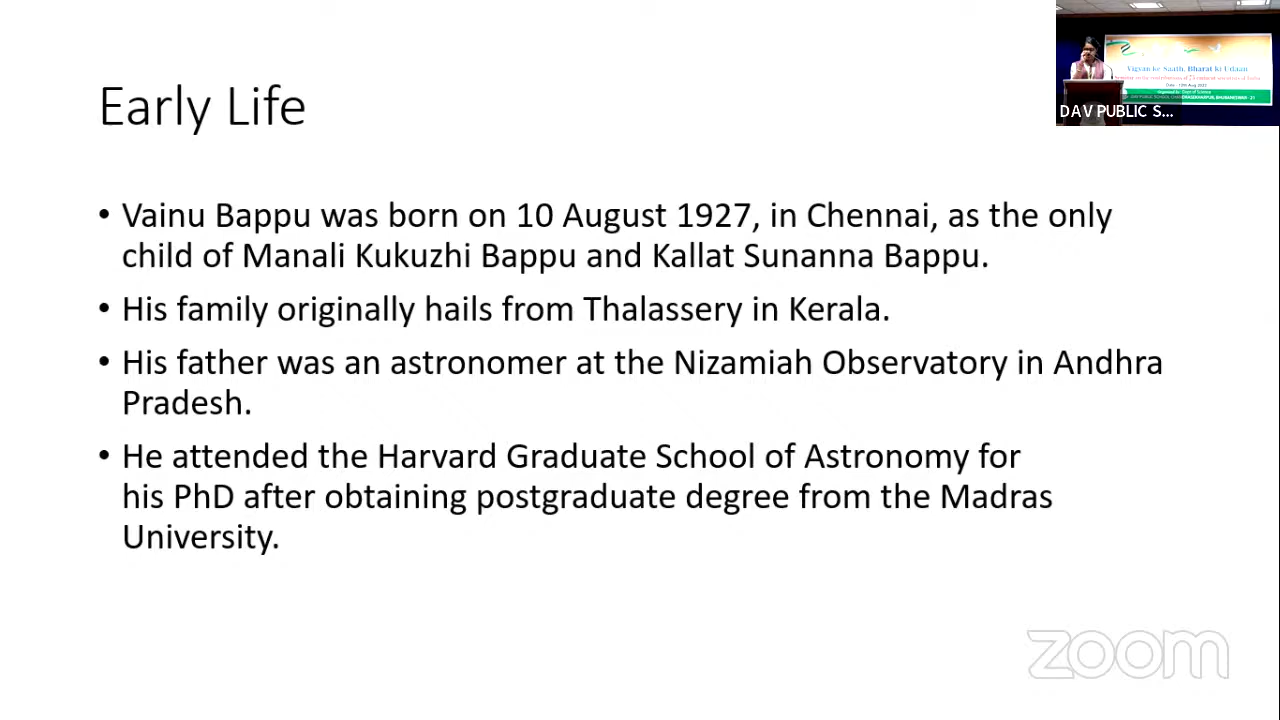 Early Life
• Vainu Bappu was born on 10 August 1927, in Chennai, as the only
child of Manali Kukuzhi Bappu and Kallat Sunanna Bappu.
• His family originally hails from Thalassery in Kerala.
• His father was an astronomer at the Nizamiah Observatory in Andhra
Pradesh.
• He attended the Harvard Graduate School of Astronomy for
his PhD after obtaining postgraduate degree from the Madras
University.
Vigyan ke Saath, Bharat ki Udaan
DAV PUBLIC S...
zoom